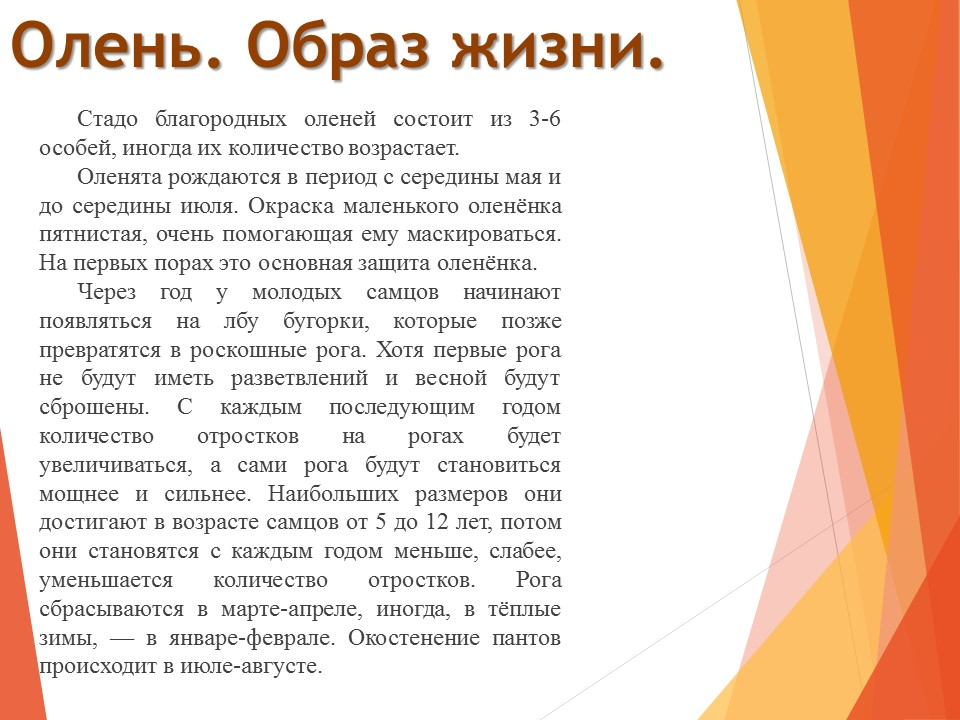 Олень. Образ жизни.
Стадо благородных оленей состоит из 3-6
особей, иногда их количество возрастает.
Оленята рождаются в период с середины мая и
до середины июля. Окраска маленького оленёнка
пятнистая, очень помогающая ему маскироваться.
На первых порах это основная защита оленёнка.
Через год у молодых самцов начинают
появляться на лбу бугорки, которые позже
превратятся в роскошные рога. Хотя первые рога
не будут иметь разветвлений и весной будут
сброшены. С каждым последующим годом
количество отростков на рогах будет
увеличиваться, а сами рога будут становиться
мощнее и сильнее. Наибольших размеров они
достигают в возрасте самцов от 5 до 12 лет, потом
они становятся с каждым годом меньше, слабее,
уменьшается количество отростков. Рога
сбрасываются в марте-апреле, иногда, в тёплые
зимы, — в январе-феврале. Окостенение пантов
происходит в июле-августе.